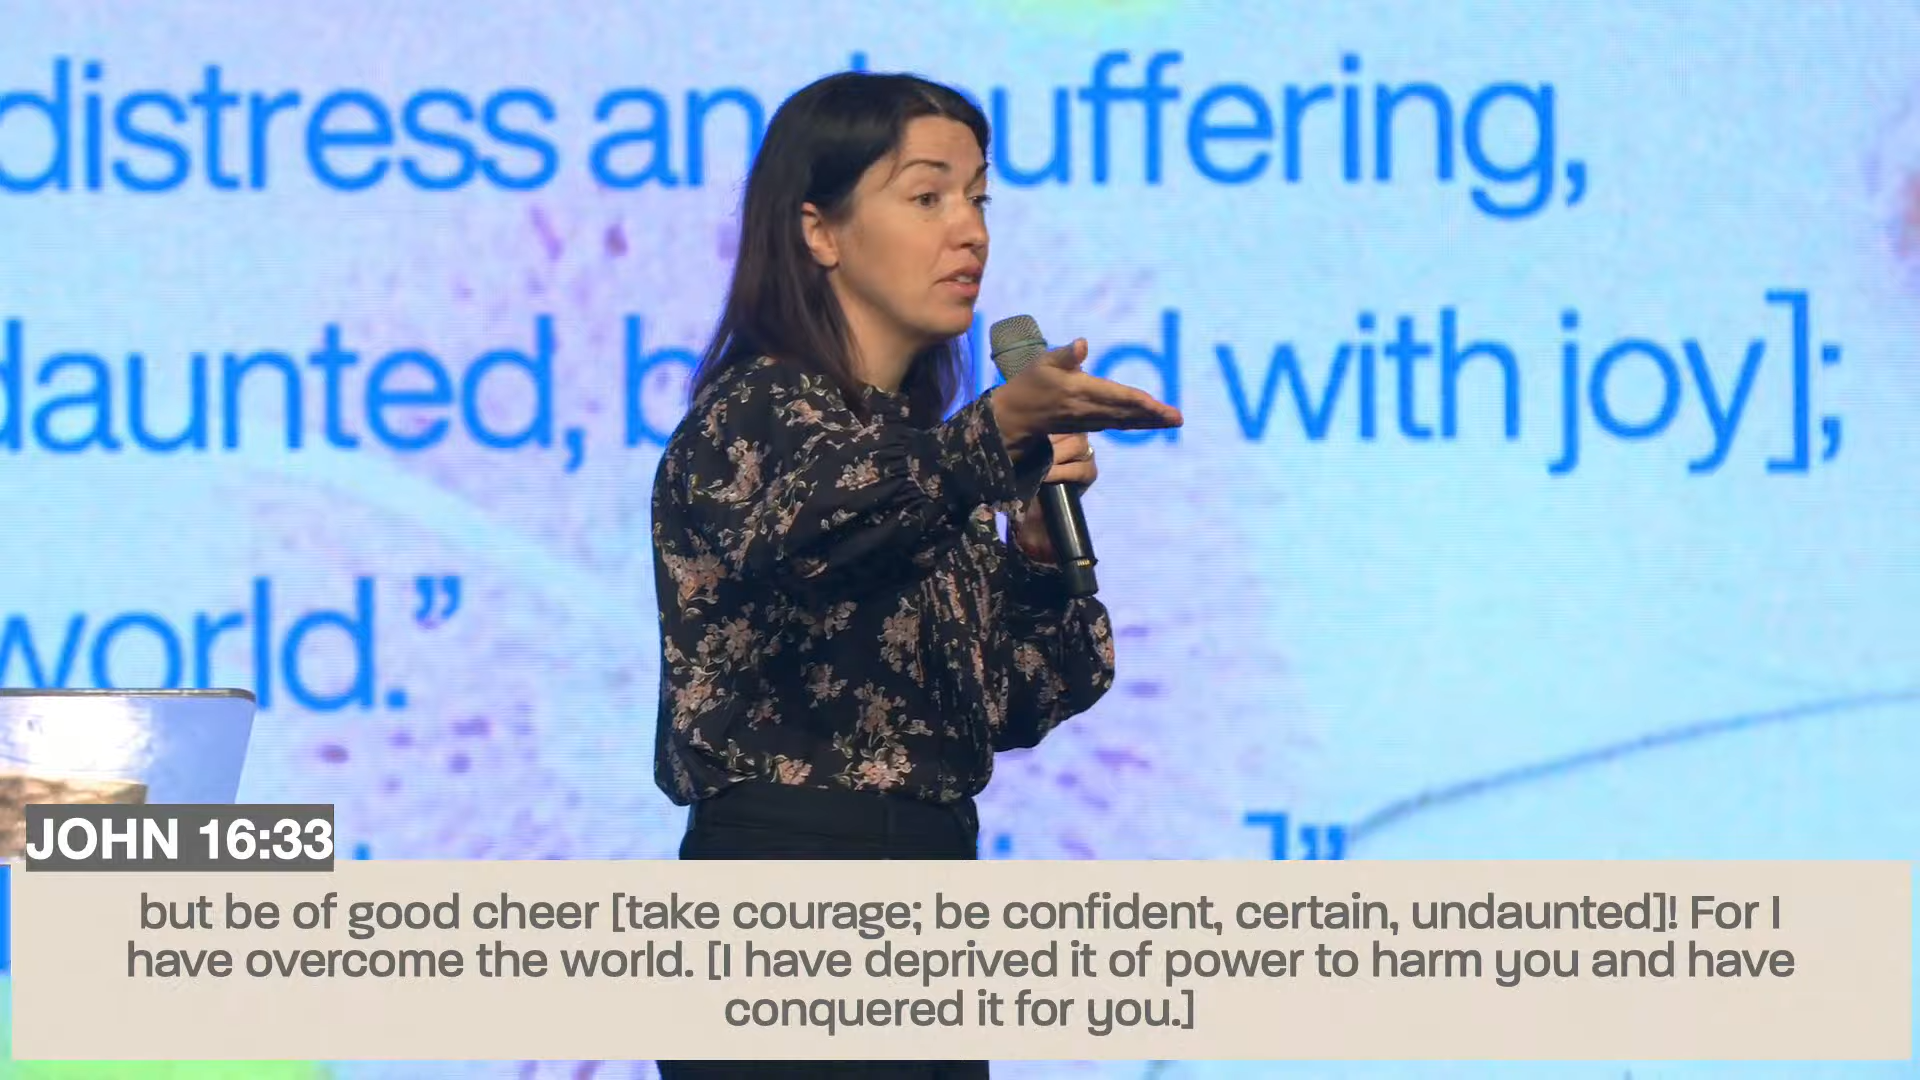 distress an uffering,
daunted, b d with joy];
world.”
]”
JOHN 16:33
but be of good cheer [take courage; be confident, certain, undaunted]! For I
have overcome the world. [I have deprived it of power to harm you and have
conquered it for you.]